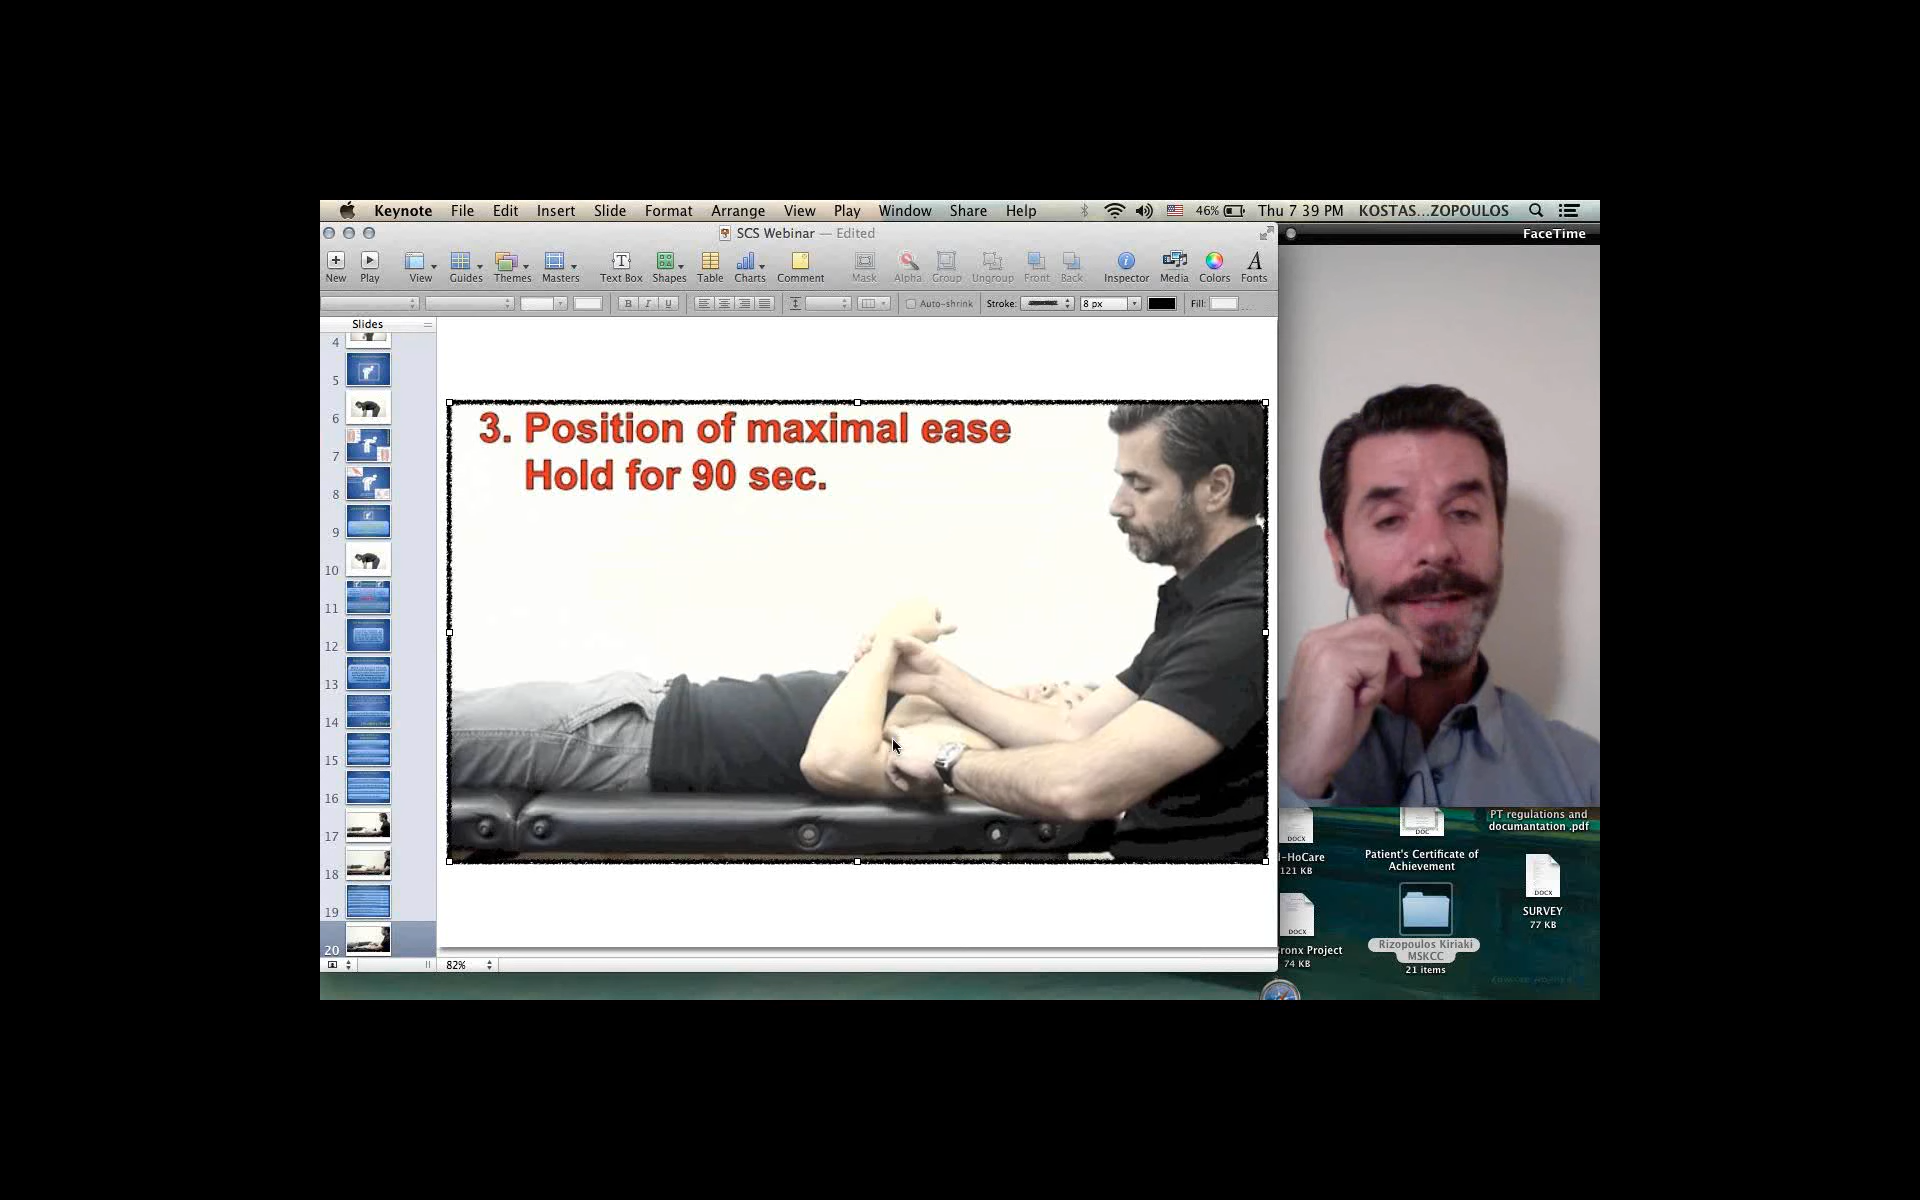 Keynote File Edit Insert Slide Format Arrange View Play Window Share Help 46% Thu 7 39 PM KOSTAS...ZOPOULOS
SCS Webinar — Edited
FaceTime
New Play View Guides Themes Masters Text Box Shapes Table Charts Comment Mask Alpha Group Ungroup Front Back Inspector Media Colors Fonts
B I U Auto-shrink Stroke: 8 px Fill:
Slides
4
5
6
7
8
9
10
11
12
13
14
15
16
17
18
19
20
3. Position of maximal ease
Hold for 90 sec.
82%
PT regulations and
documantation .pdf
DOCX
I-HoCare
121 KB
DOC
Patient's Certificate of
Achievement
DOCX
SURVEY
77 KB
DOCX
ronx Project
74 KB
Rizopoulos Kiriaki
MSKCC
21 items